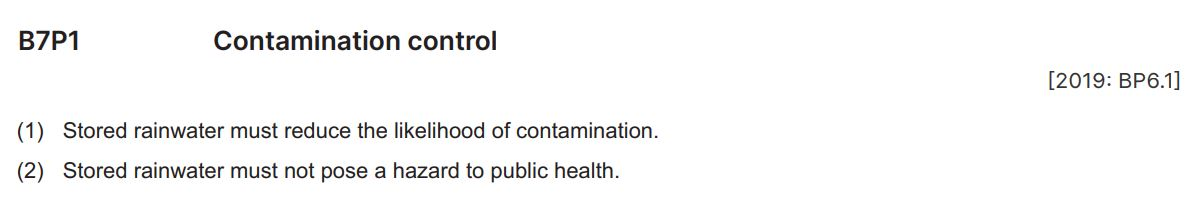 B7P1 Contamination control
[2019: BP6.1]
(1) Stored rainwater must reduce the likelihood of contamination.
(2) Stored rainwater must not pose a hazard to public health.